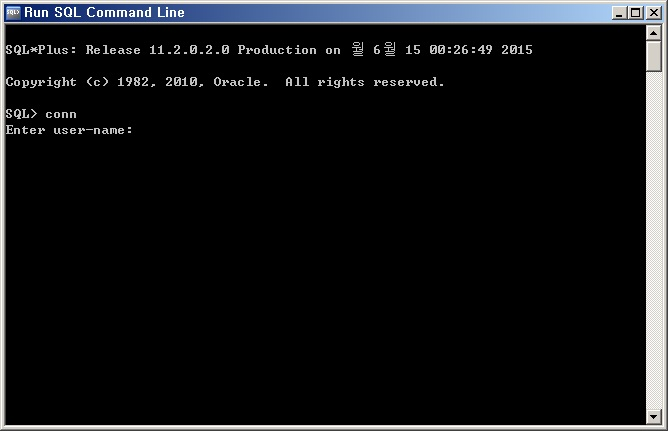 Run SQL Command Line
SQL*Plus: Release 11.2.0.2.0 Production on 월 6월 15 00:26:49 2015
Copyright (c) 1982, 2010, Oracle.  All rights reserved.
SQL> conn
Enter user-name: